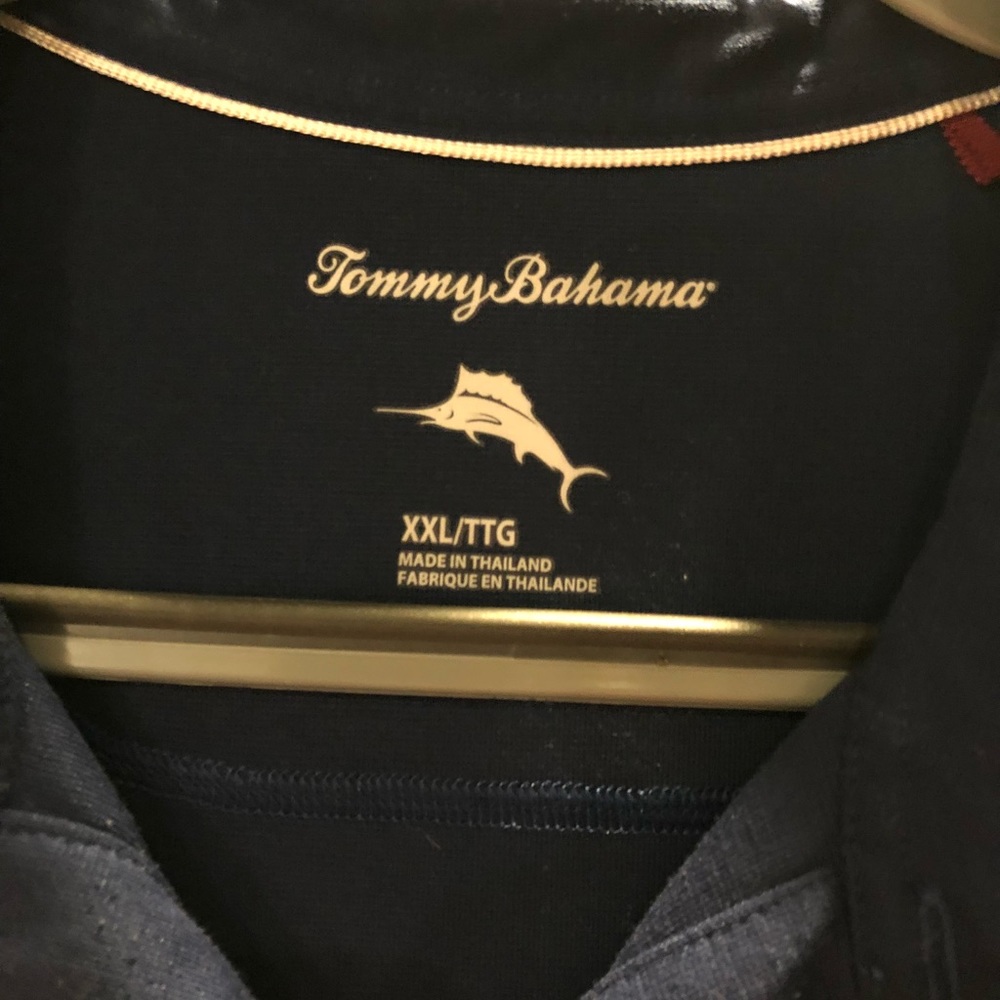 Tommy Bahama
XXL/TTG
MADE IN THAILAND
FABRIQUE EN THAILANDE